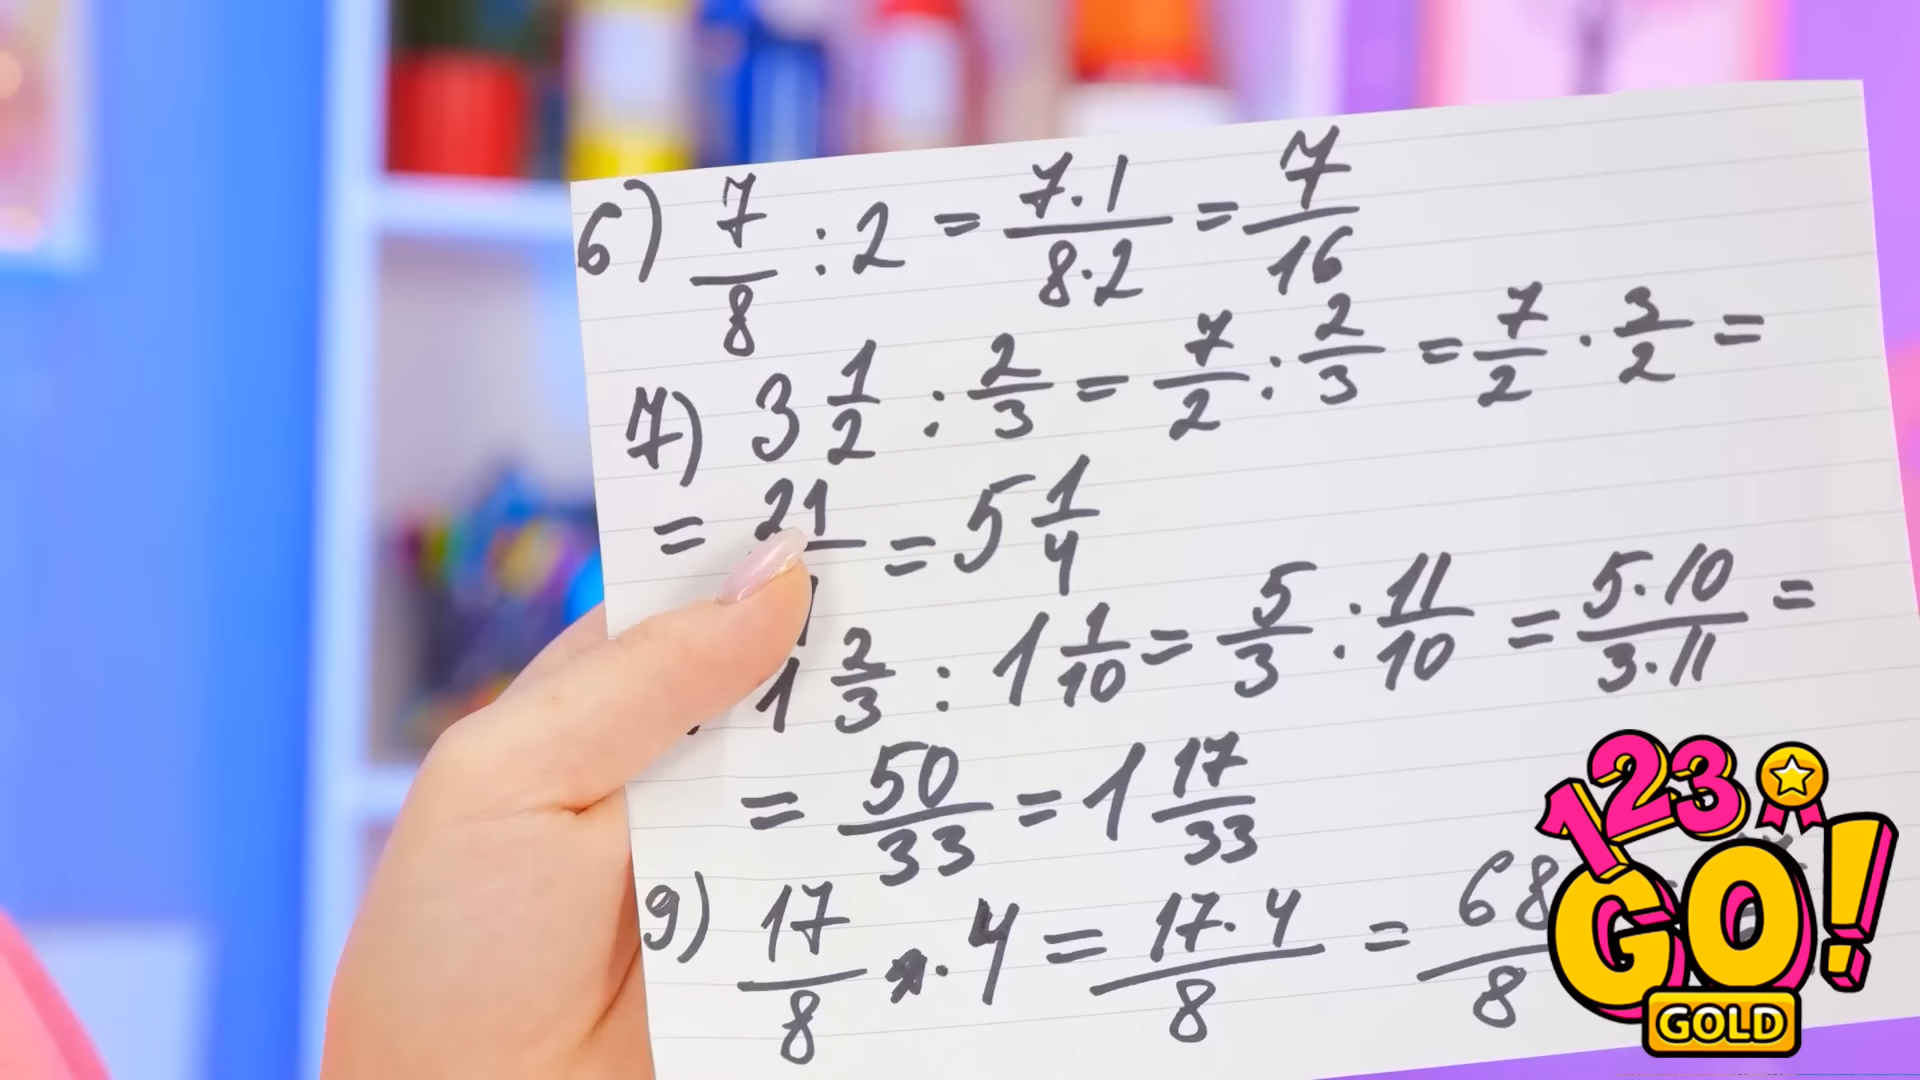 6) 7/8 : 2 = 7·1/8·2 = 7/16
7) 3 1/2 : 2/3 = 7/2 : 2/3 = 7/2 · 3/2 =
= 21/ = 5 1/4
1 2/3 : 1 1/10 = 5/3 : 11/10 = 5·10/3·11 =
= 50/33 = 1 17/33
9) 17/8 · 4 = 17·4/8 = 68/8
123
GO!
GOLD